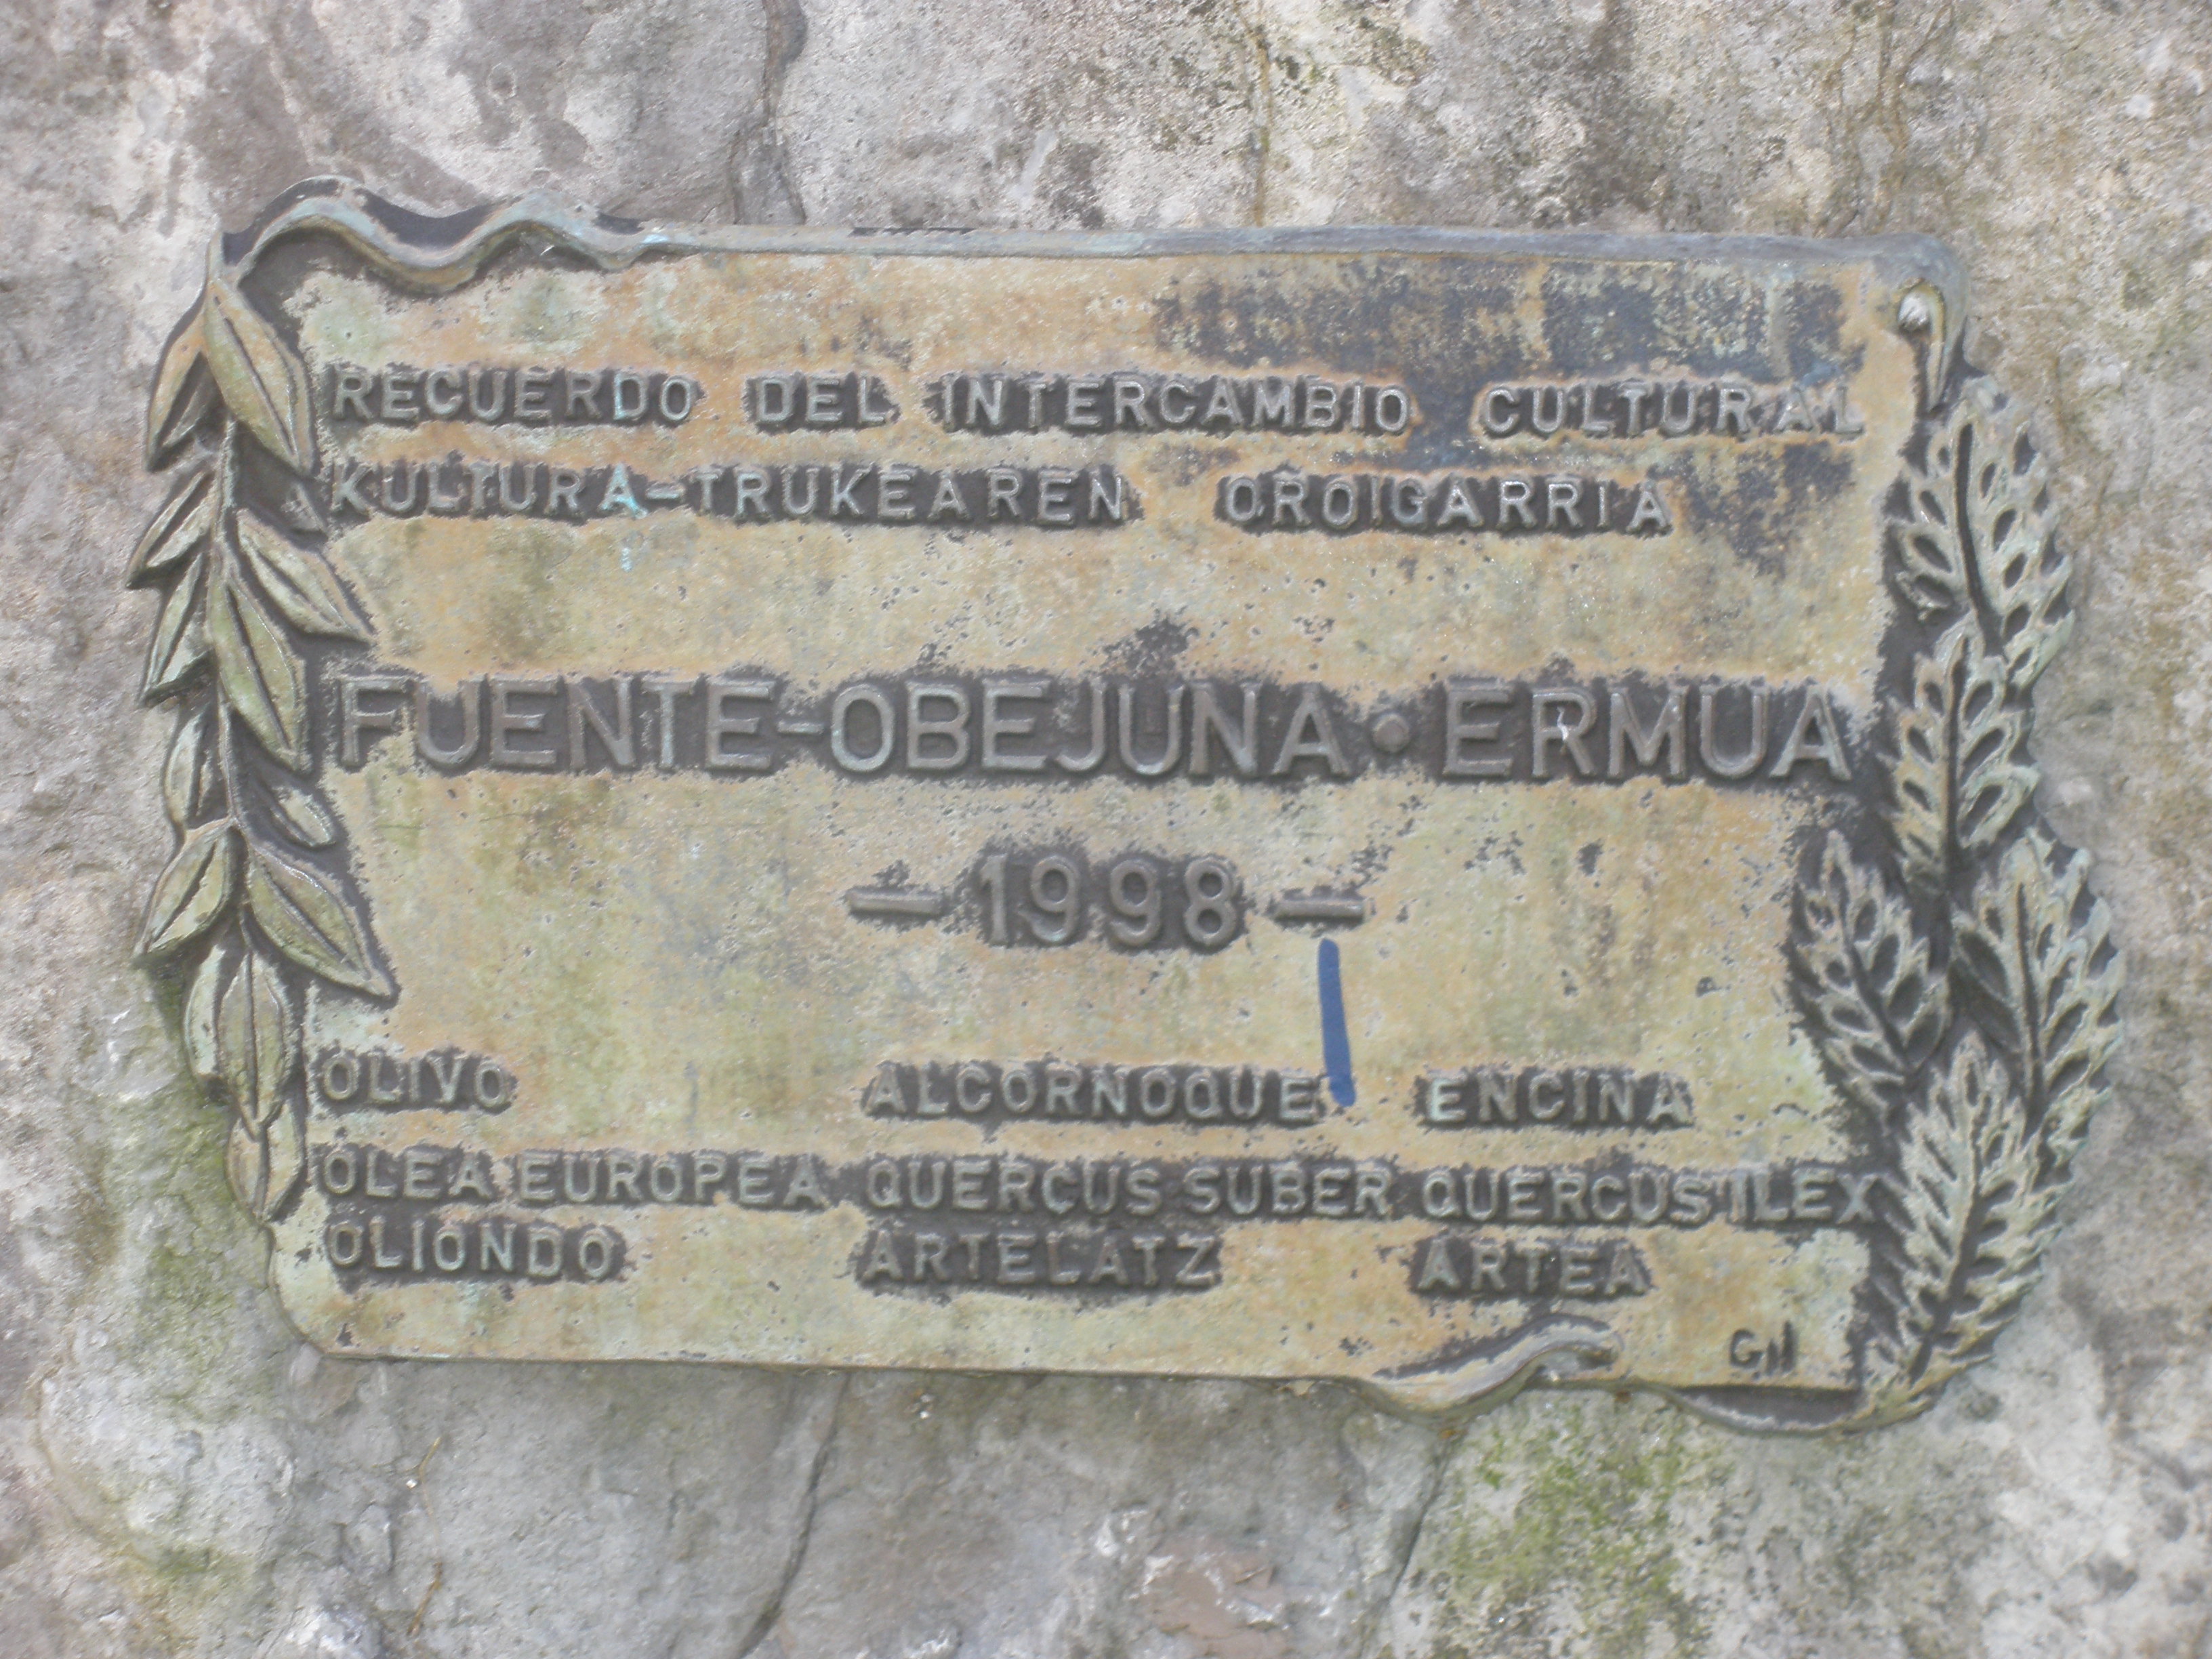 RECUERDO DEL INTERCAMBIO CULTURAL
KULTURA-TRUKEAREN OROIGARRIA
FUENTE-OBEJUNA • ERMUA
— 1998 —
OLIVO ALCORNOQUE ENCINA
OLEA EUROPEA QUERCUS SUBER QUERCUS ILEX
OLIONDO ARTELATZ ARTEA
Gil